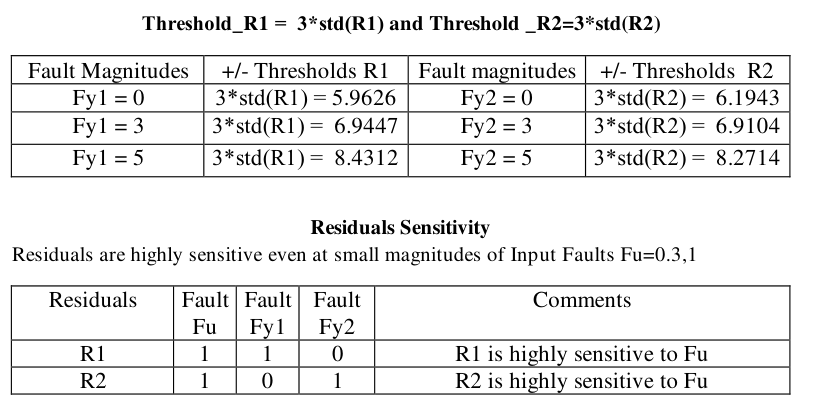 Threshold_R1 = 3*std(R1) and Threshold _R2=3*std(R2)
Fault Magnitudes +/- Thresholds R1 Fault magnitudes +/- Thresholds R2
Fy1 = 0 3*std(R1) = 5.9626 Fy2 = 0 3*std(R2) = 6.1943
Fy1 = 3 3*std(R1) = 6.9447 Fy2 = 3 3*std(R2) = 6.9104
Fy1 = 5 3*std(R1) = 8.4312 Fy2 = 5 3*std(R2) = 8.2714
Residuals Sensitivity
Residuals are highly sensitive even at small magnitudes of Input Faults Fu=0.3,1
Residuals Fault Fault Fault Comments
Fu Fy1 Fy2
R1 1 1 0 R1 is highly sensitive to Fu
R2 1 0 1 R2 is highly sensitive to Fu